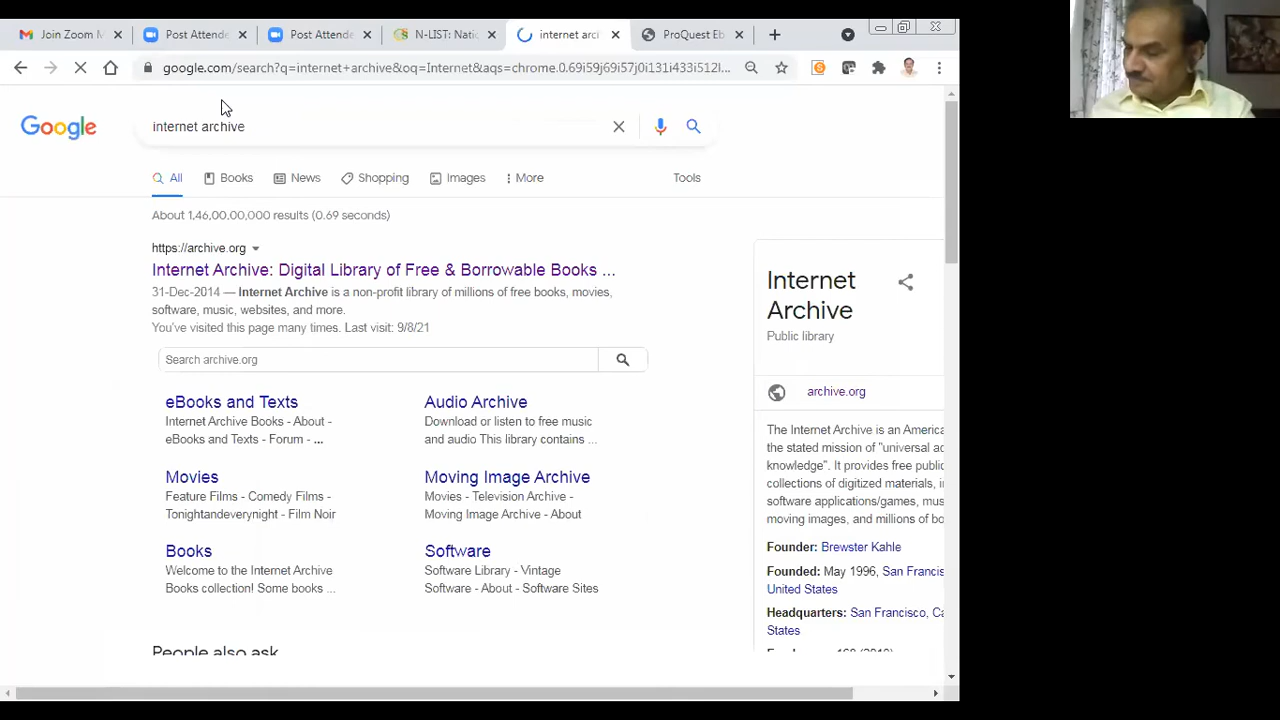 Join Zoom M
Post Attende
Post Attende
N-LIST: Natio
internet arch
ProQuest Eb
google.com/search?q=internet+archive&oq=Internet&aqs=chrome.0.69i59j69i57j0i131i433i512l...
Google
internet archive
All
Books
News
Shopping
Images
More
Tools
About 1,46,00,00,000 results (0.69 seconds)
https://archive.org
Internet Archive: Digital Library of Free & Borrowable Books ...
31-Dec-2014 — Internet Archive is a non-profit library of millions of free books, movies,
software, music, websites, and more.
You've visited this page many times. Last visit: 9/8/21
Search archive.org
eBooks and Texts
Internet Archive Books - About -
eBooks and Texts - Forum - ...
Audio Archive
Download or listen to free music
and audio This library contains ...
Movies
Feature Films - Comedy Films -
Tonightandeverynight - Film Noir
Moving Image Archive
Movies - Television Archive -
Moving Image Archive - About
Books
Welcome to the Internet Archive
Books collection! Some books ...
Software
Software Library - Vintage
Software - About - Software Sites
People also ask
Internet
Archive
Public library
archive.org
The Internet Archive is an America
the stated mission of "universal ac
knowledge". It provides free public
collections of digitized materials, in
software applications/games, mus
moving images, and millions of bo
Founder: Brewster Kahle
Founded: May 1996, San Francis
United States
Headquarters: San Francisco, Ca
States